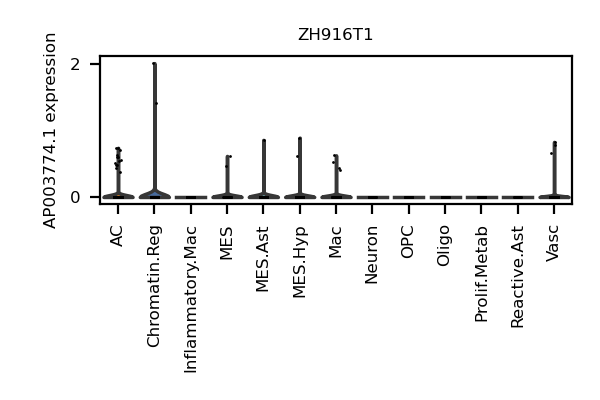 ZH916T1
AP003774.1 expression
2
0
AC
Chromatin.Reg
Inflammatory.Mac
MES
MES.Ast
MES.Hyp
Mac
Neuron
OPC
Oligo
Prolif.Metab
Reactive.Ast
Vasc